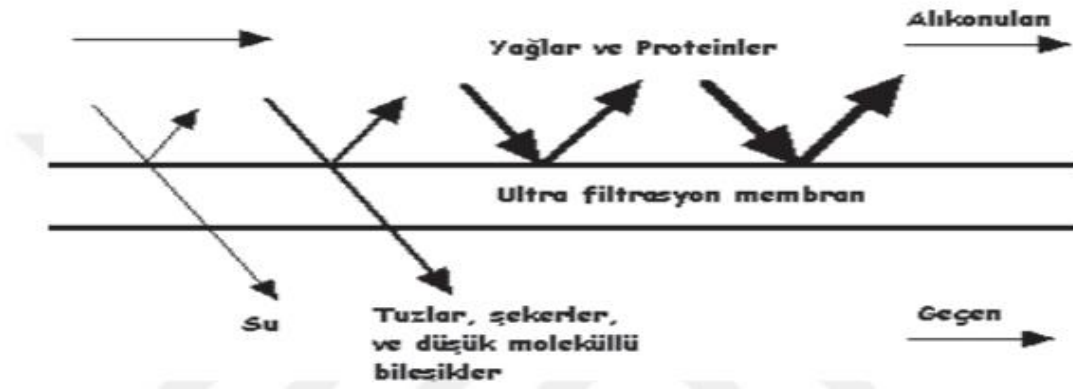 Alıkonulan
Yağlar ve Proteinler
Ultra filtrasyon membran
Su
Tuzlar, şekerler,
ve düşük moleküllü
bileşikler
Geçen